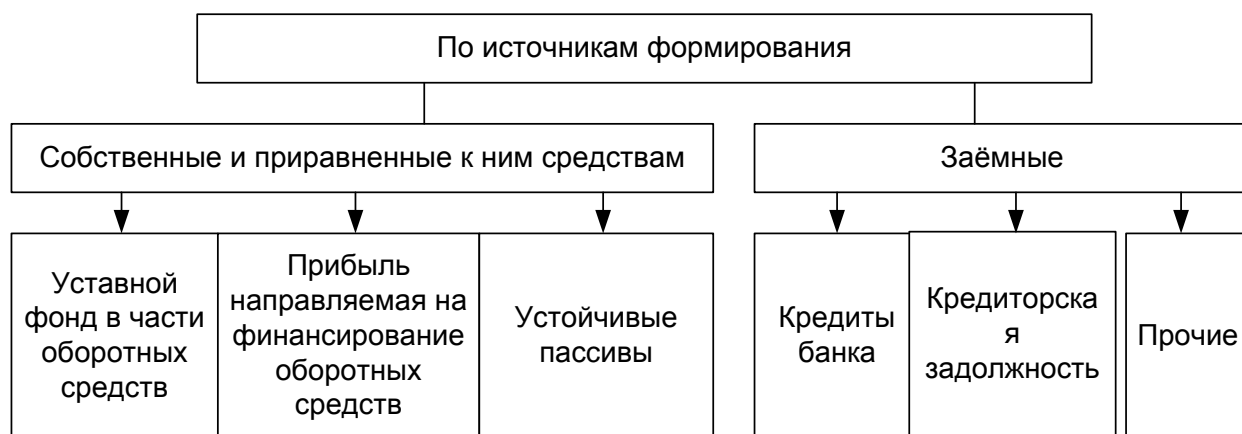 По источникам формирования
Собственные и приравненные к ним средствам
Заёмные
Уставной
фонд в части
оборотных
средств
Прибыль
направляемая на
финансирование
оборотных
средств
Устойчивые
пассивы
Кредиты
банка
Кредиторска
я
задолжность
Прочие